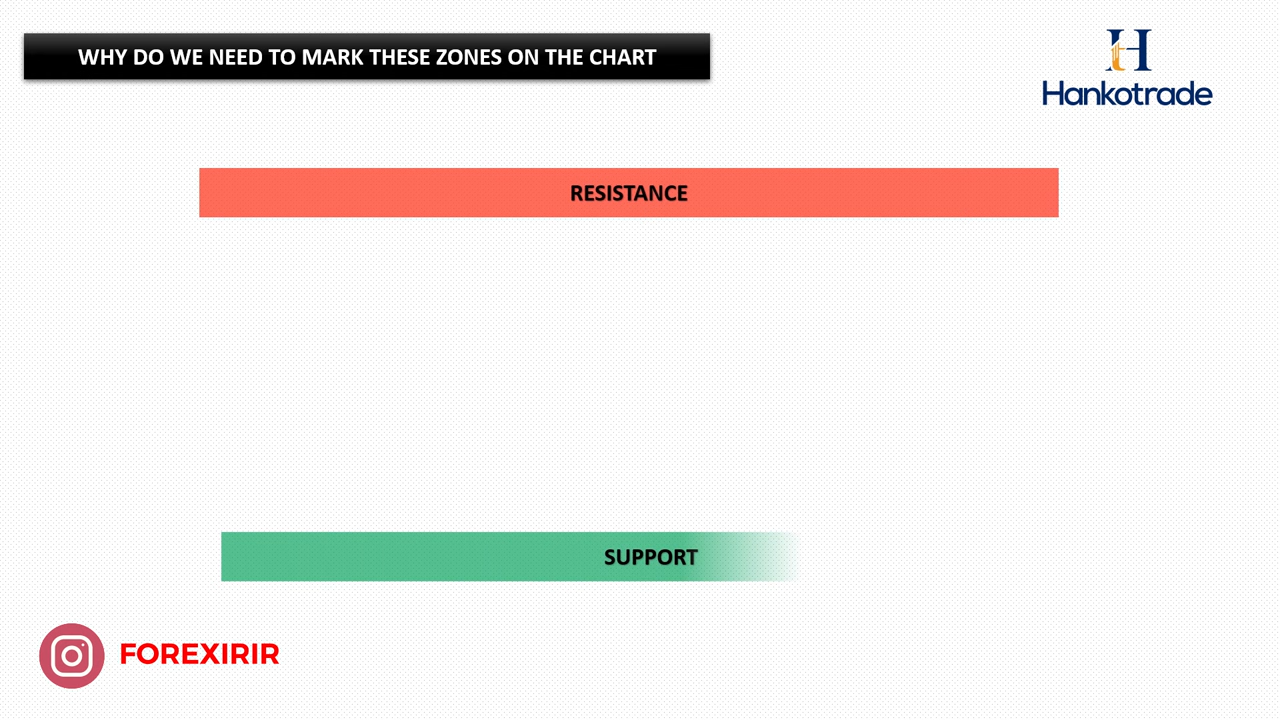 WHY DO WE NEED TO MARK THESE ZONES ON THE CHART
Hankotrade
RESISTANCE
SUPPORT
FOREXIRIR